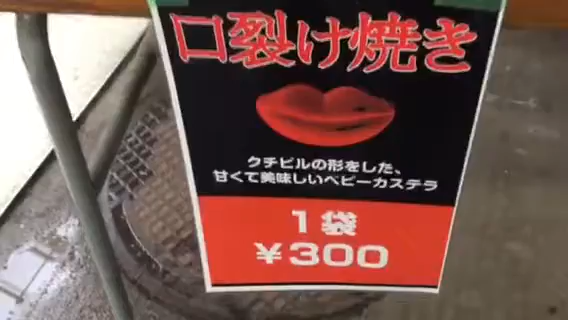 口裂け焼き
クチビルの形をした、
甘くて美味しいベビーカステラ
1袋
¥300